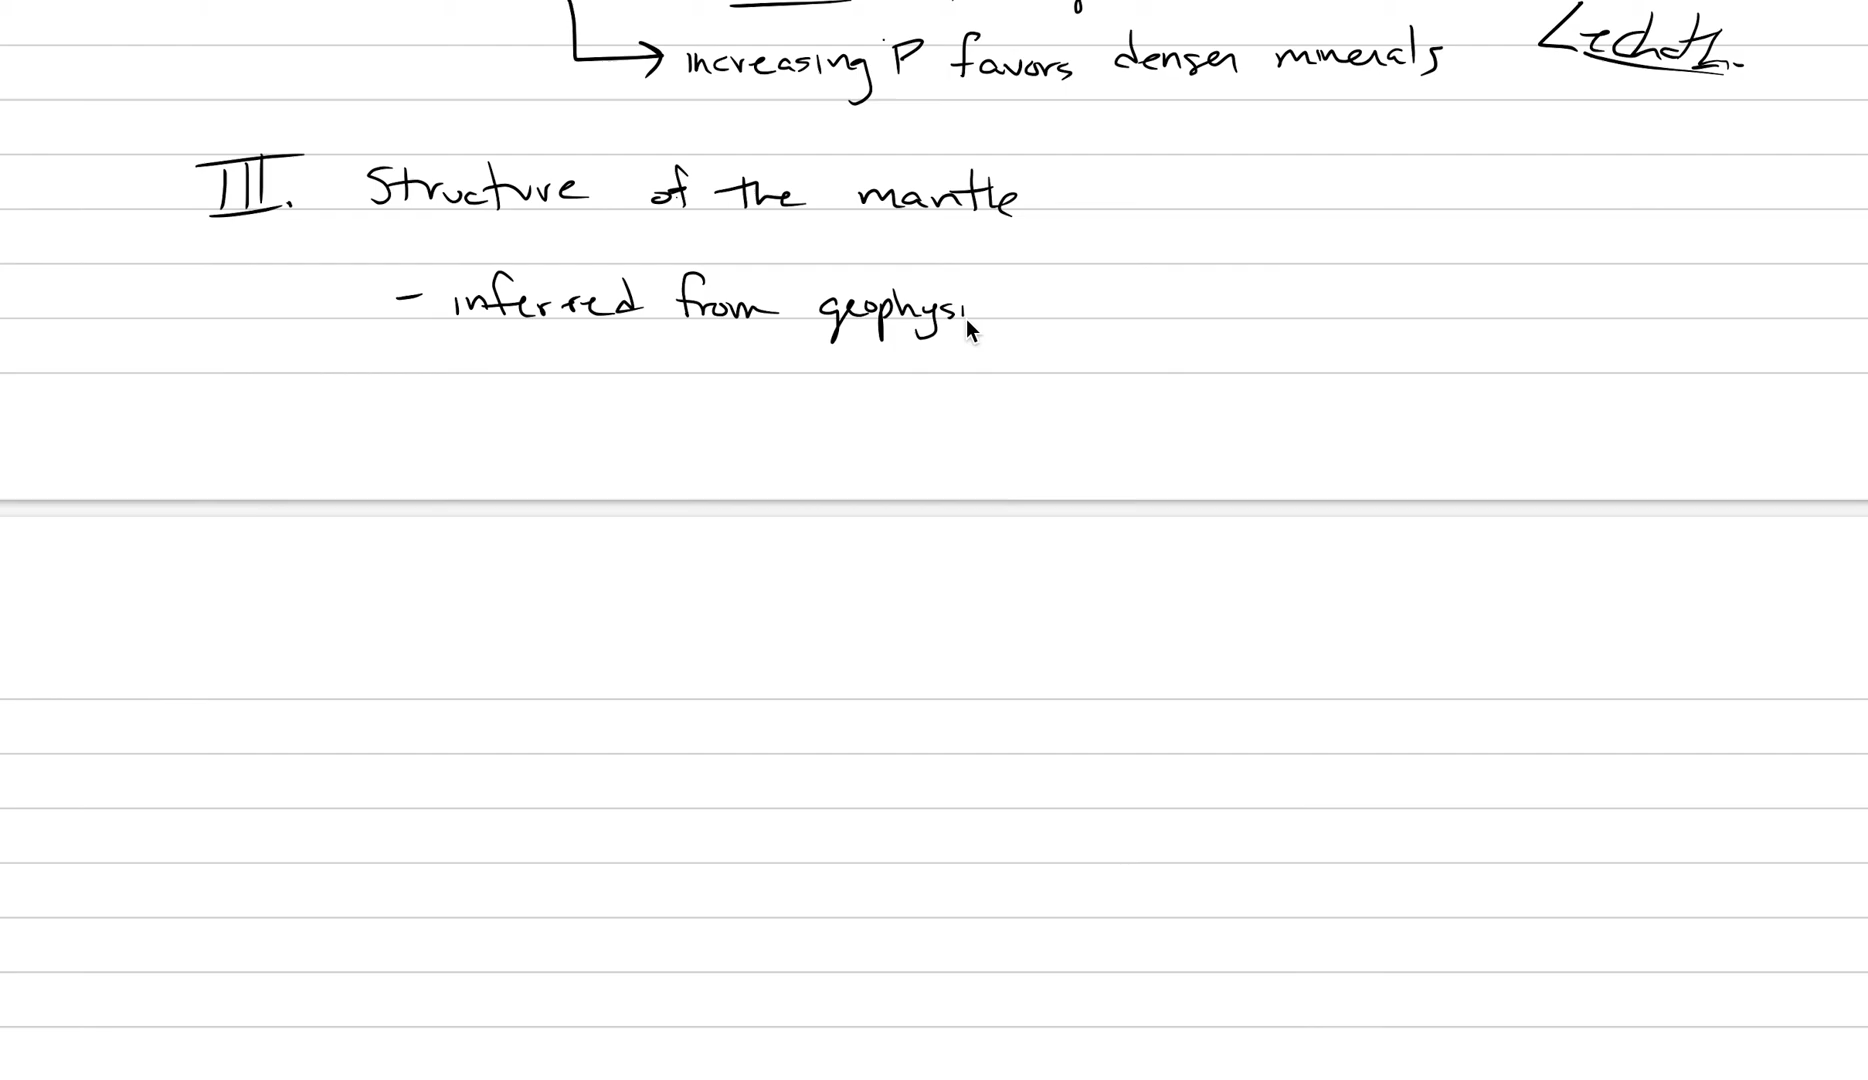 → increasing P favors denser minerals
III. Structure of the mantle
- inferred from geophysi